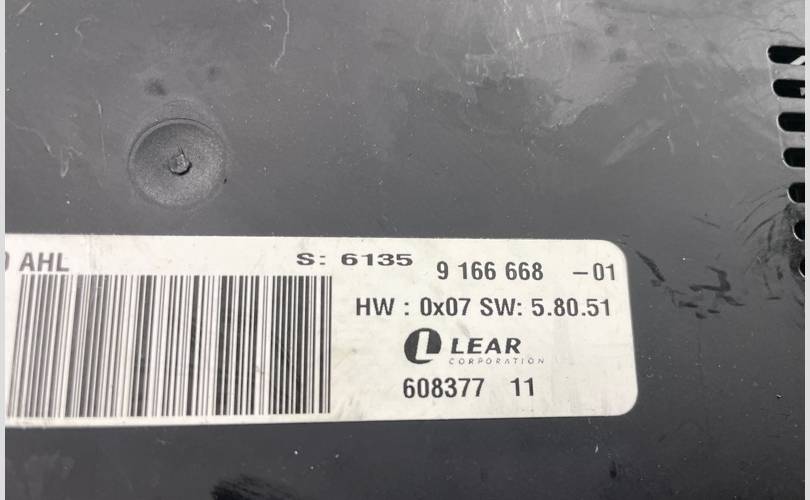 AHL
S: 6135 9 166 668 -01
HW : 0x07 SW: 5.80.51
LEAR
CORPORATION
608377 11